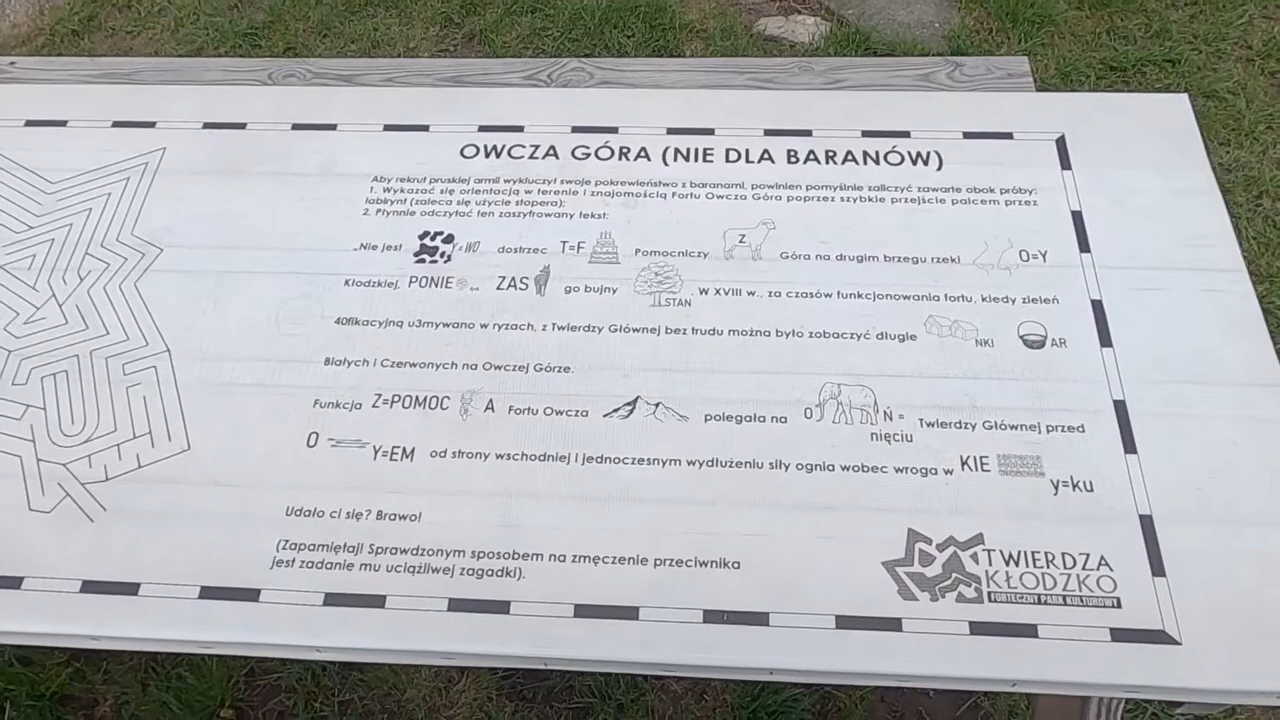 OWCZA GÓRA (NIE DLA BARANÓW)
Aby rekrut pruskiej armii wykluczył swoje pokrewieństwo z baranami, powinien pomyślnie zaliczyć zawarte obok próby:
1. Wykazać się orientacją w terenie i znajomością Fortu Owcza Góra poprzez szybkie przejście palcem przez
labirynt (zaleca się użycie stopera);
2. Płynnie odczytać ten zaszyfrowany tekst:
„Nie jest Y=WO dostrzec T=F Pomocniczy Z Góra na drugim brzegu rzeki O=Y
Kłodzkiej, PONIE ZAS go bujny STAN. W XVIII w., za czasów funkcjonowania fortu, kiedy zieleń
40fikacyjną u3mywano w ryzach, z Twierdzy Głównej bez trudu można było zobaczyć długie NKI AR
Białych i Czerwonych na Owczej Górze.
Funkcja Z=POMOC A Fortu Owcza polegała na O Ń = nięciu Twierdzy Głównej przed
O Y=EM od strony wschodniej i jednoczesnym wydłużeniu siły ognia wobec wroga w KIE y=ku
Udało ci się? Brawo!
(Zapamiętaj! Sprawdzonym sposobem na zmęczenie przeciwnika
jest zadanie mu uciążliwej zagadki).
TWIERDZA
KŁODZKO
FORTECZNY PARK KULTUROWY